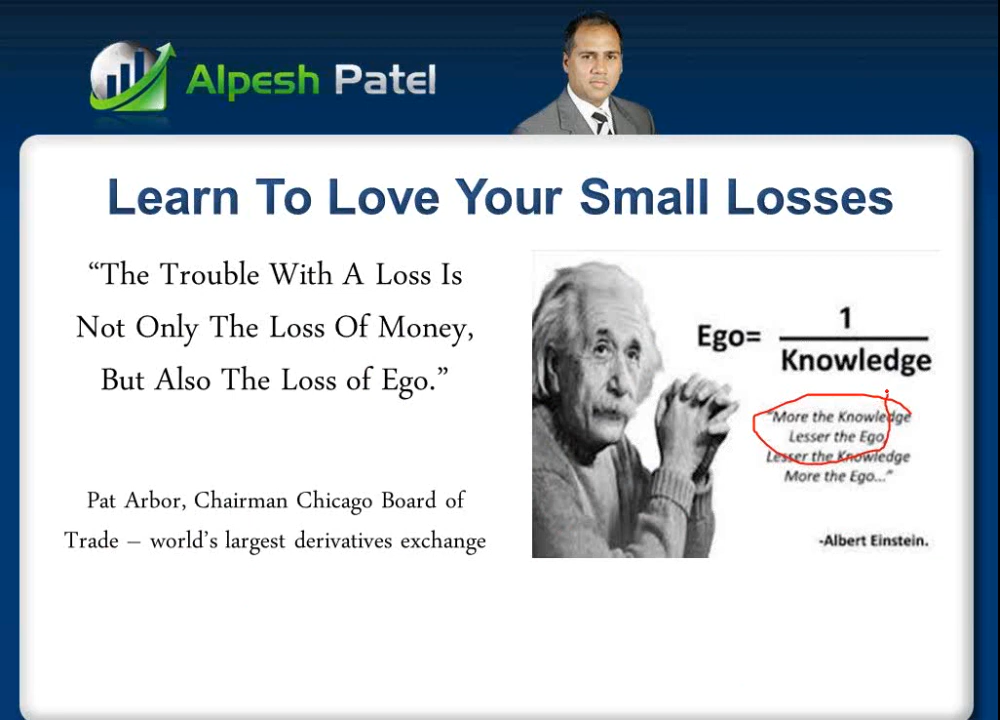 Alpesh Patel
Learn To Love Your Small Losses
“The Trouble With A Loss Is
Not Only The Loss Of Money,
But Also The Loss of Ego.”
Pat Arbor, Chairman Chicago Board of
Trade – world’s largest derivatives exchange
Ego= 1
Knowledge
"More the Knowledge
Lesser the Ego
Lesser the Knowledge
More the Ego..."
-Albert Einstein.